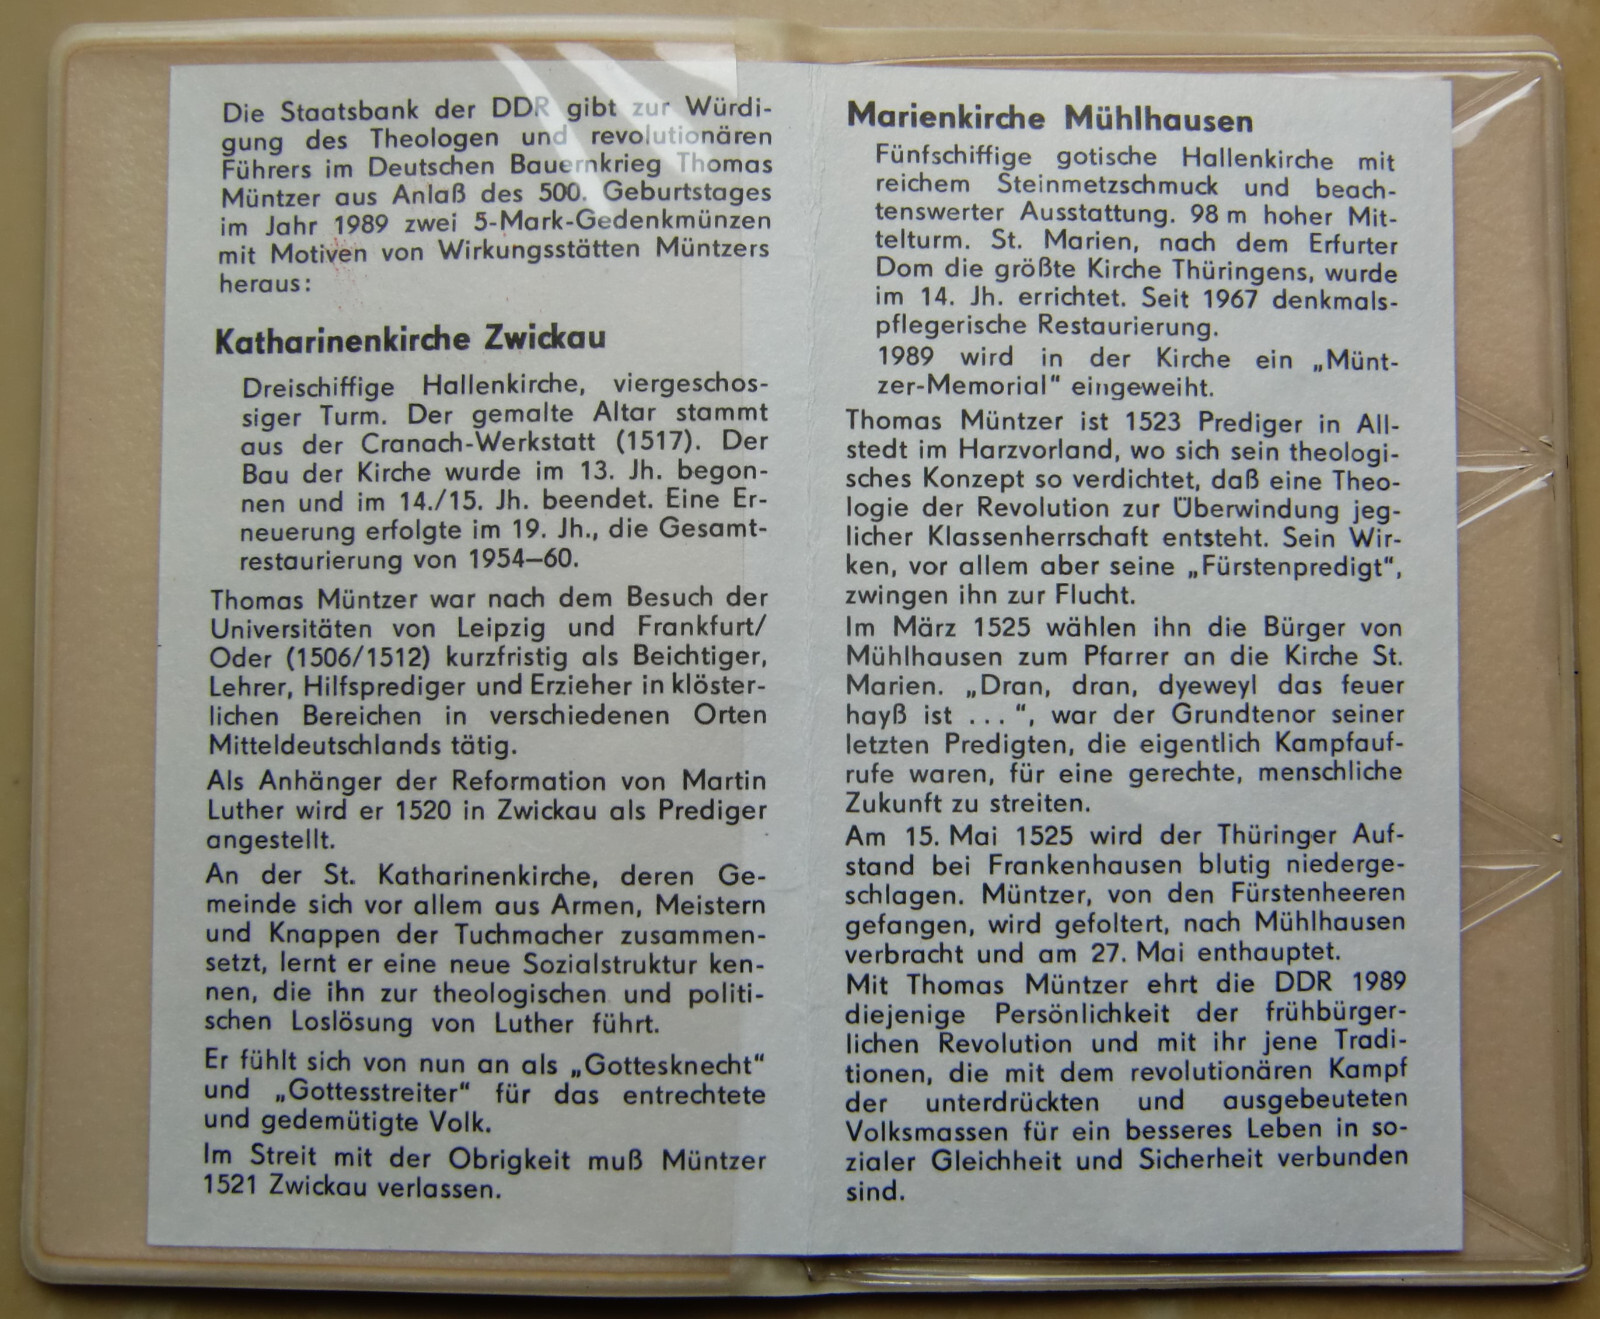 Die Staatsbank der DDR gibt zur Würdi-
gung des Theologen und revolutionären
Führers im Deutschen Bauernkrieg Thomas
Müntzer aus Anlaß des 500. Geburtstages
im Jahr 1989 zwei 5-Mark-Gedenkmünzen
mit Motiven von Wirkungsstätten Müntzers
heraus:
Katharinenkirche Zwickau
Dreischiffige Hallenkirche, viergeschos-
siger Turm. Der gemalte Altar stammt
aus der Cranach-Werkstatt (1517). Der
Bau der Kirche wurde im 13. Jh. begon-
nen und im 14./15. Jh. beendet. Eine Er-
neuerung erfolgte im 19. Jh., die Gesamt-
restaurierung von 1954–60.
Thomas Müntzer war nach dem Besuch der
Universitäten von Leipzig und Frankfurt/
Oder (1506/1512) kurzfristig als Beichtiger,
Lehrer, Hilfsprediger und Erzieher in klöster-
lichen Bereichen in verschiedenen Orten
Mitteldeutschlands tätig.
Als Anhänger der Reformation von Martin
Luther wird er 1520 in Zwickau als Prediger
angestellt.
An der St. Katharinenkirche, deren Ge-
meinde sich vor allem aus Armen, Meistern
und Knappen der Tuchmacher zusammen-
setzt, lernt er eine neue Sozialstruktur ken-
nen, die ihn zur theologischen und politi-
schen Loslösung von Luther führt.
Er fühlt sich von nun an als „Gottesknecht“
und „Gottesstreiter“ für das entrechtete
und gedemütigte Volk.
Im Streit mit der Obrigkeit muß Müntzer
1521 Zwickau verlassen.
Marienkirche Mühlhausen
Fünfschiffige gotische Hallenkirche mit
reichem Steinmetzschmuck und beach-
tenswerter Ausstattung. 98 m hoher Mit-
telturm. St. Marien, nach dem Erfurter
Dom die größte Kirche Thüringens, wurde
im 14. Jh. errichtet. Seit 1967 denkmals-
pflegerische Restaurierung.
1989 wird in der Kirche ein „Münt-
zer-Memorial“ eingeweiht.
Thomas Müntzer ist 1523 Prediger in All-
stedt im Harzvorland, wo sich sein theologi-
sches Konzept so verdichtet, daß eine Theo-
logie der Revolution zur Überwindung jeg-
licher Klassenherrschaft entsteht. Sein Wir-
ken, vor allem aber seine „Fürstenpredigt“,
zwingen ihn zur Flucht.
Im März 1525 wählen ihn die Bürger von
Mühlhausen zum Pfarrer an die Kirche St.
Marien. „Dran, dran, dyeweyl das feuer
hayß ist ... “, war der Grundtenor seiner
letzten Predigten, die eigentlich Kampfauf-
rufe waren, für eine gerechte, menschliche
Zukunft zu streiten.
Am 15. Mai 1525 wird der Thüringer Auf-
stand bei Frankenhausen blutig niederge-
schlagen. Müntzer, von den Fürstenheeren
gefangen, wird gefoltert, nach Mühlhausen
verbracht und am 27. Mai enthauptet.
Mit Thomas Müntzer ehrt die DDR 1989
diejenige Persönlichkeit der frühbürger-
lichen Revolution und mit ihr jene Tradi-
tionen, die mit dem revolutionären Kampf
der unterdrückten und ausgebeuteten
Volksmassen für ein besseres Leben in so-
zialer Gleichheit und Sicherheit verbunden
sind.